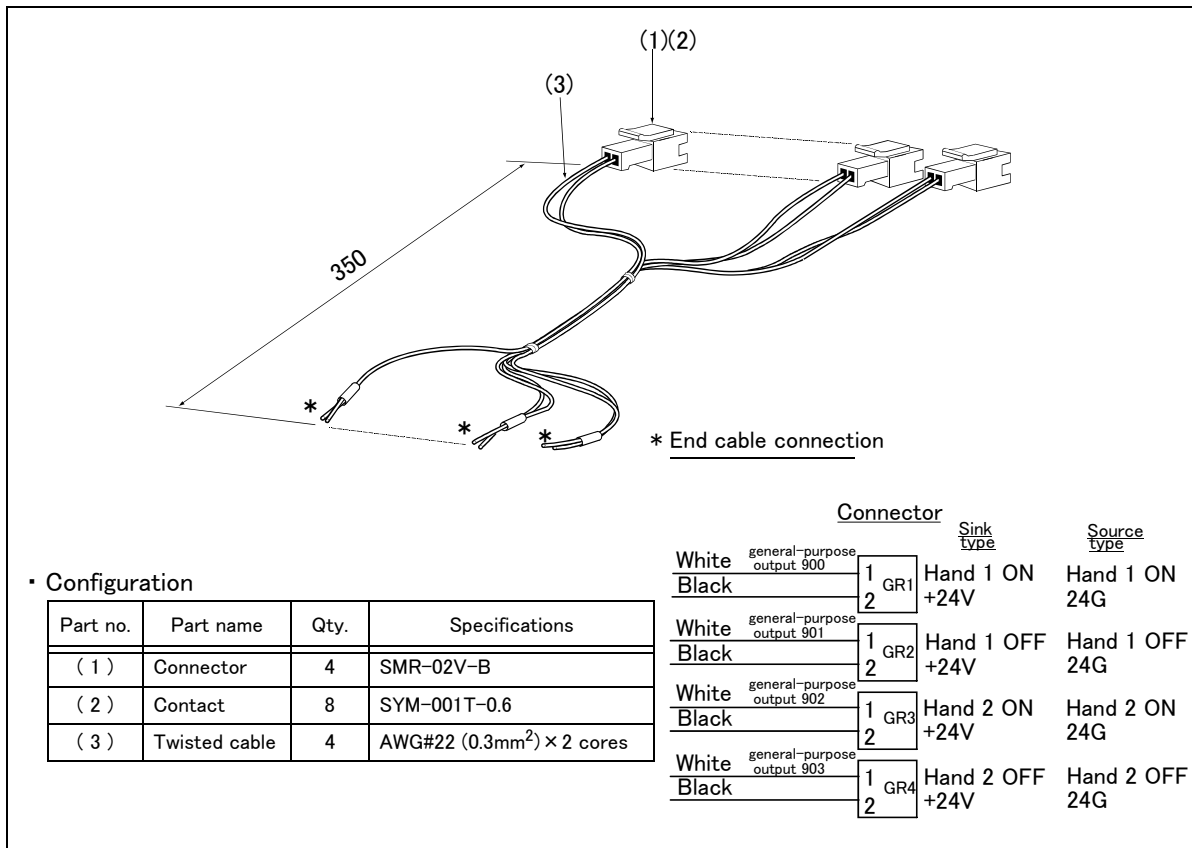 (1)(2)
(3)
350
*
*
*
* End cable connection
・Configuration
Part no. Part name Qty. Specifications
(1) Connector 4 SMR-02V-B
(2) Contact 8 SYM-001T-0.6
(3) Twisted cable 4 AWG#22 (0.3mm²)×2 cores
Connector
Sink type
Source type
White general-purpose output 900 1 GR1 Hand 1 ON Hand 1 ON
Black 2 +24V 24G
White general-purpose output 901 1 GR2 Hand 1 OFF Hand 1 OFF
Black 2 +24V 24G
White general-purpose output 902 1 GR3 Hand 2 ON Hand 2 ON
Black 2 +24V 24G
White general-purpose output 903 1 GR4 Hand 2 OFF Hand 2 OFF
Black 2 +24V 24G